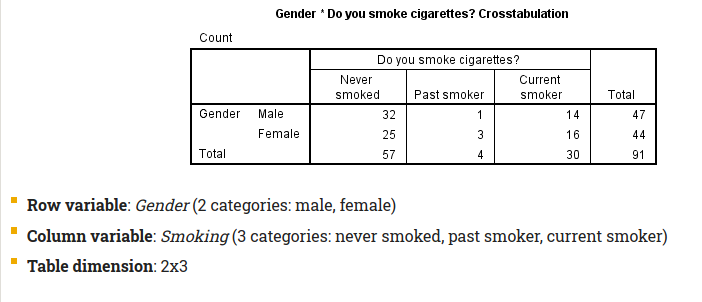 Gender * Do you smoke cigarettes? Crosstabulation
Count
Do you smoke cigarettes?
Never smoked Past smoker Current smoker Total
Gender Male 32 1 14 47
Female 25 3 16 44
Total 57 4 30 91
Row variable: Gender (2 categories: male, female)
Column variable: Smoking (3 categories: never smoked, past smoker, current smoker)
Table dimension: 2x3